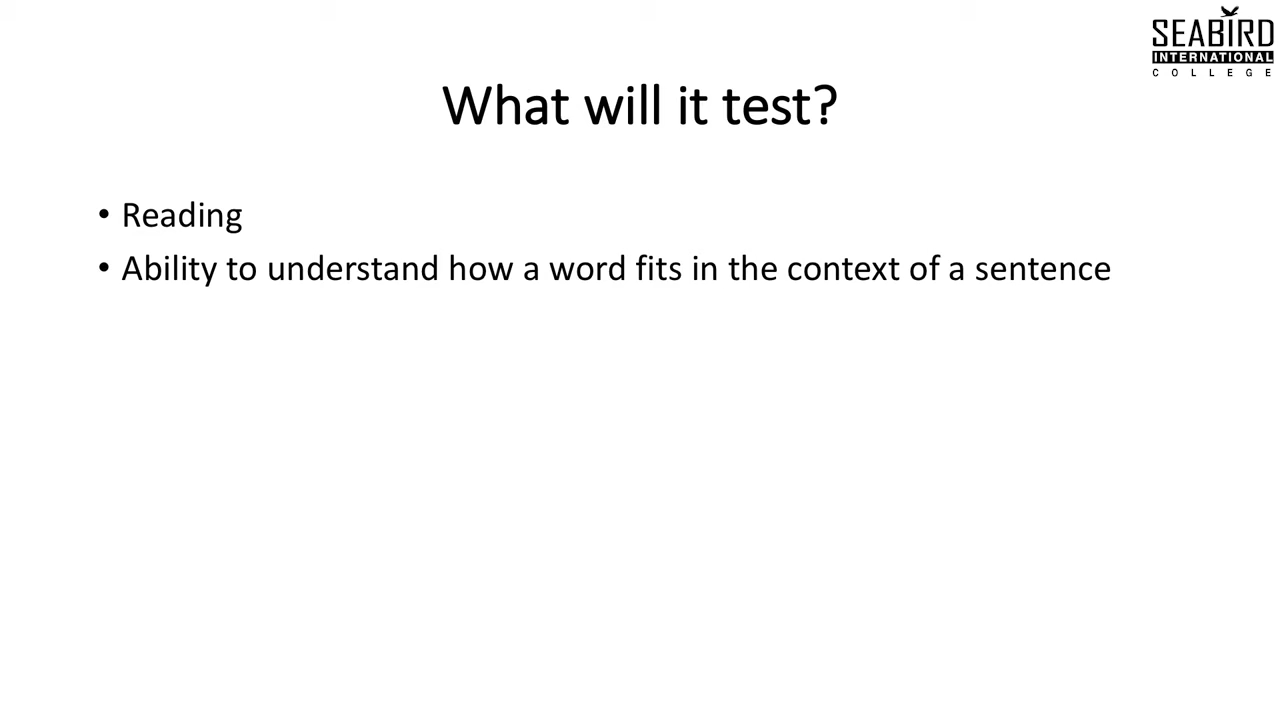 SEABIRD
INTERNATIONAL
COLLEGE
What will it test?
• Reading
• Ability to understand how a word fits in the context of a sentence